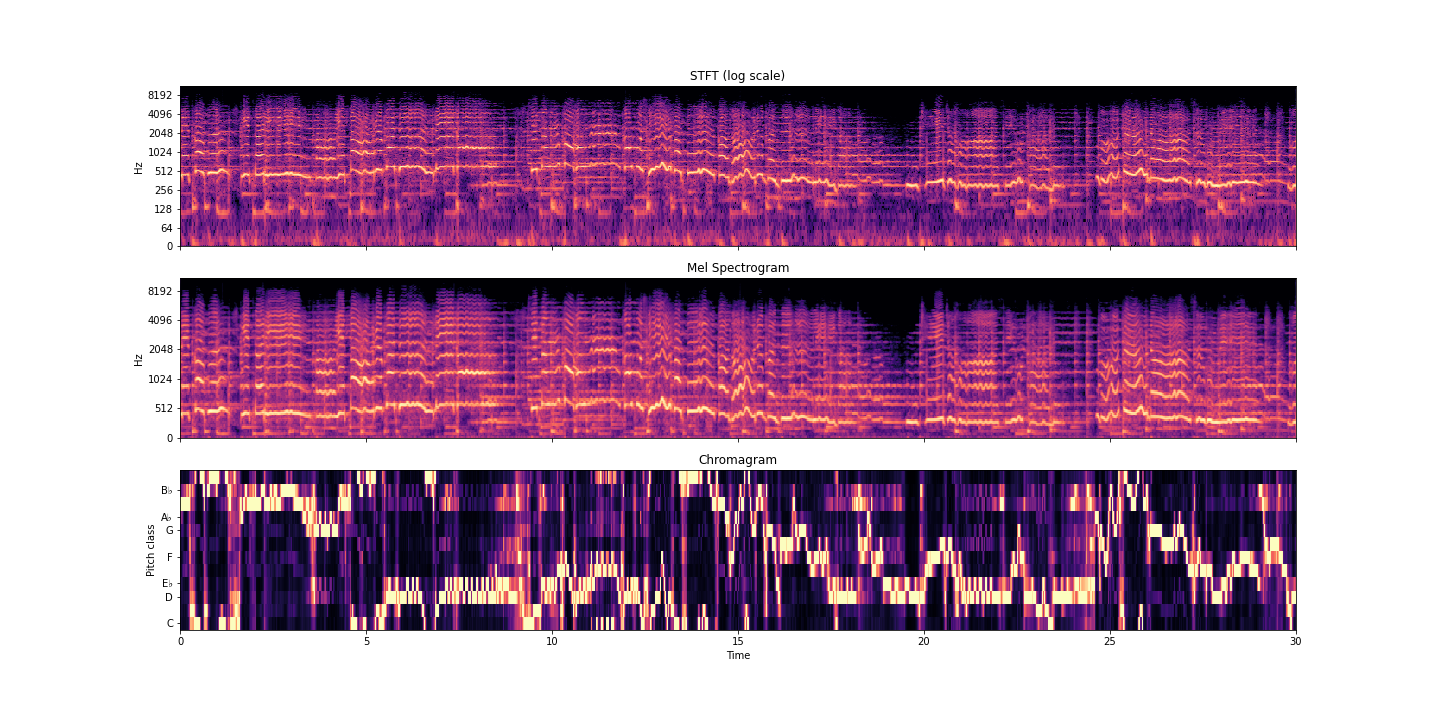 STFT (log scale)
8192
4096
2048
1024
512
256
128
64
0
Hz
Mel Spectrogram
8192
4096
2048
1024
512
0
Hz
Chromagram
B♭
A♭
G
F
E♭
D
C
Pitch class
0 5 10 15 20 25 30
Time